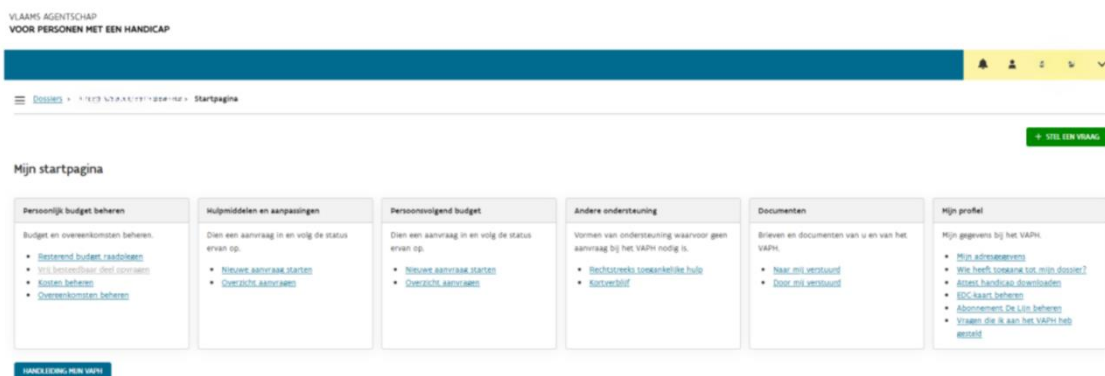 VLAAMS AGENTSCHAP
VOOR PERSONEN MET EEN HANDICAP
Dossiers
Startpagina
+ STEL EEN VRAAG
Mijn startpagina
Persoonlijk budget beheren
Budget en overeenkomsten beheren.
Resterend budget raadplegen
Vrij besteedbaar deel opvragen
Kosten beheren
Overeenkomsten beheren
Hulpmiddelen en aanpassingen
Dien een aanvraag in en volg de status
ervan op.
Nieuwe aanvraag starten
Overzicht aanvragen
Persoonsvolgend budget
Dien een aanvraag in en volg de status
ervan op.
Nieuwe aanvraag starten
Overzicht aanvragen
Andere ondersteuning
Vormen van ondersteuning waarvoor geen
aanvraag bij het VAPH nodig is.
Rechtstreeks toegankelijke hulp
Kortverblijf
Documenten
Brieven en documenten van u en van het
VAPH.
Naar mij verstuurd
Door mij verstuurd
Mijn profiel
Mijn gegevens bij het VAPH.
Mijn adresgegevens
Wie heeft toegang tot mijn dossier?
Attest handicap downloaden
EDC-kaart beheren
Abonnement De Lijn beheren
Vragen die ik aan het VAPH heb
gesteld
HANDLEIDING MIJN VAPH